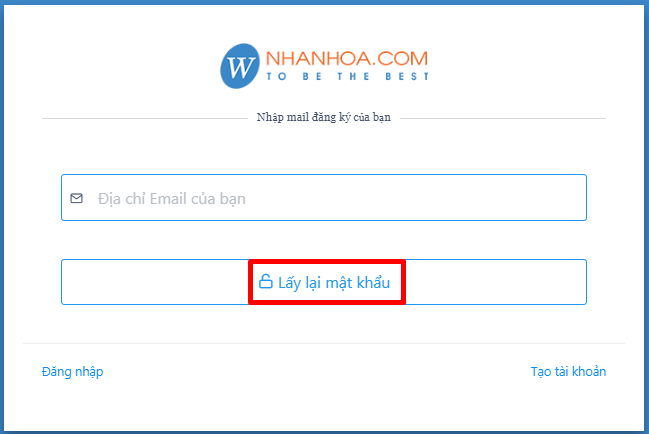 W NHANHOA.COM
TO BE THE BEST
Nhập mail đăng ký của bạn
Địa chỉ Email của bạn
Lấy lại mật khẩu
Đăng nhập
Tạo tài khoản